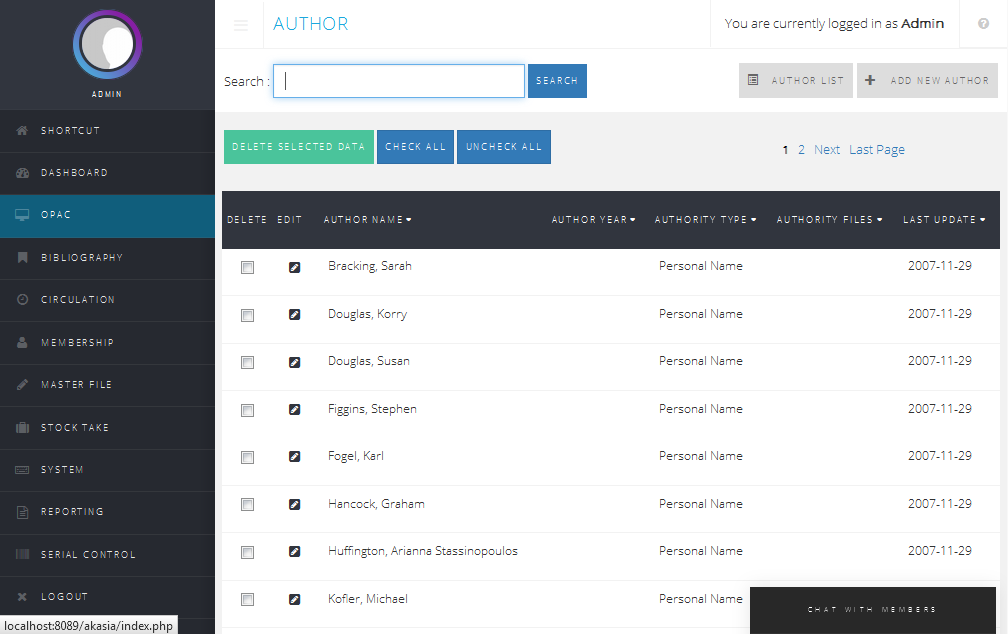 ADMIN
SHORTCUT
DASHBOARD
OPAC
BIBLIOGRAPHY
CIRCULATION
MEMBERSHIP
MASTER FILE
STOCK TAKE
SYSTEM
REPORTING
SERIAL CONTROL
LOGOUT
localhost:8089/akasia/index.php
AUTHOR
You are currently logged in as Admin
?
Search : SEARCH AUTHOR LIST ADD NEW AUTHOR
DELETE SELECTED DATA CHECK ALL UNCHECK ALL 1 2 Next Last Page
DELETE EDIT AUTHOR NAME AUTHOR YEAR AUTHORITY TYPE AUTHORITY FILES LAST UPDATE
Bracking, Sarah Personal Name 2007-11-29
Douglas, Korry Personal Name 2007-11-29
Douglas, Susan Personal Name 2007-11-29
Figgins, Stephen Personal Name 2007-11-29
Fogel, Karl Personal Name 2007-11-29
Hancock, Graham Personal Name 2007-11-29
Huffington, Arianna Stassinopoulos Personal Name 2007-11-29
Kofler, Michael Personal Name
CHAT WITH MEMBERS